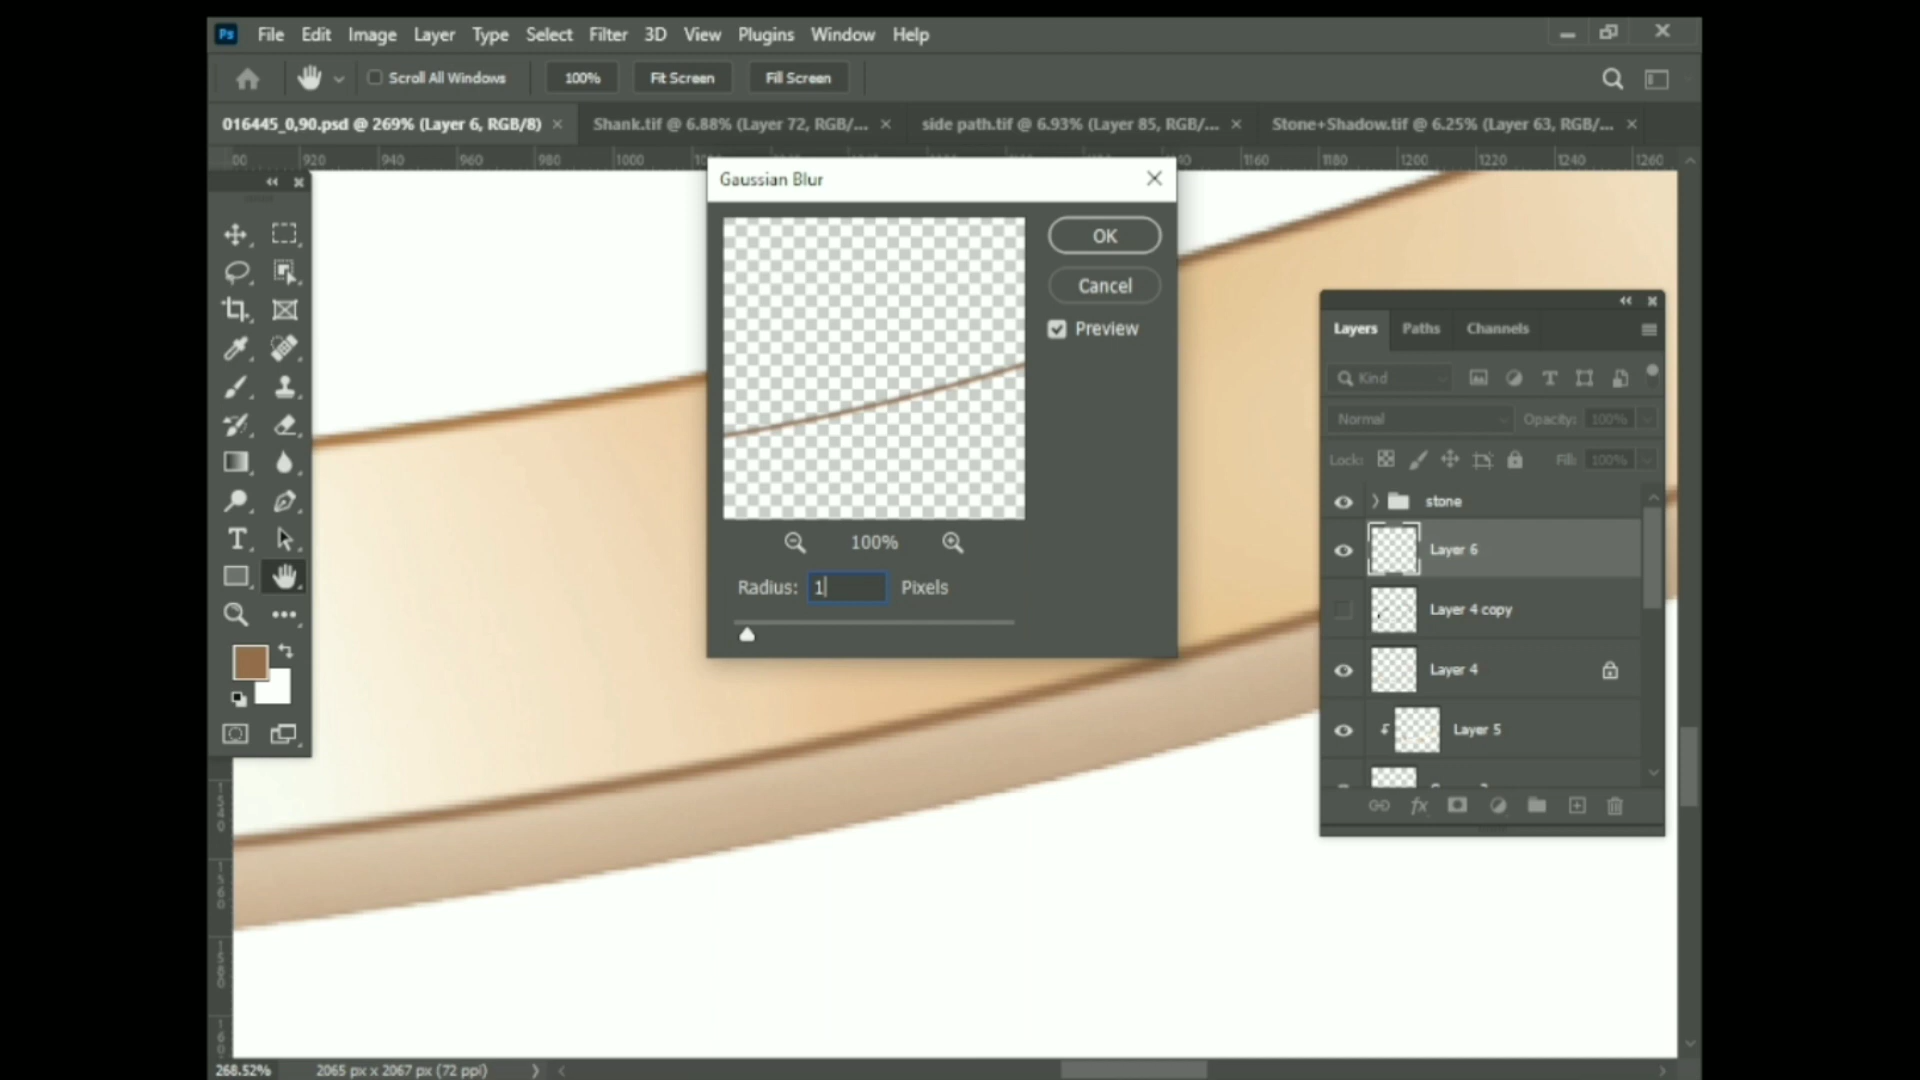 Ps File Edit Image Layer Type Select Filter 3D View Plugins Window Help
Scroll All Windows 100% Fit Screen Fill Screen
016445_0,90.psd @ 269% (Layer 6, RGB/8) Shank.tif @ 6.88% (Layer 72, RGB/... side path.tif @ 6.93% (Layer 85, RGB/... Stone+Shadow.tif @ 6.25% (Layer 63, RGB/...
00 920 940 960 980 1000 1160 1180 1200 1220 1240 1260
Gaussian Blur
OK
Cancel
Preview
100%
Radius: 1 Pixels
Layers Paths Channels
Kind
Normal Opacity: 100%
Lock: Fill: 100%
stone
Layer 6
Layer 4 copy
Layer 4
Layer 5
fx
1560
1580
268.52% 2065 px x 2067 px (72 ppi)